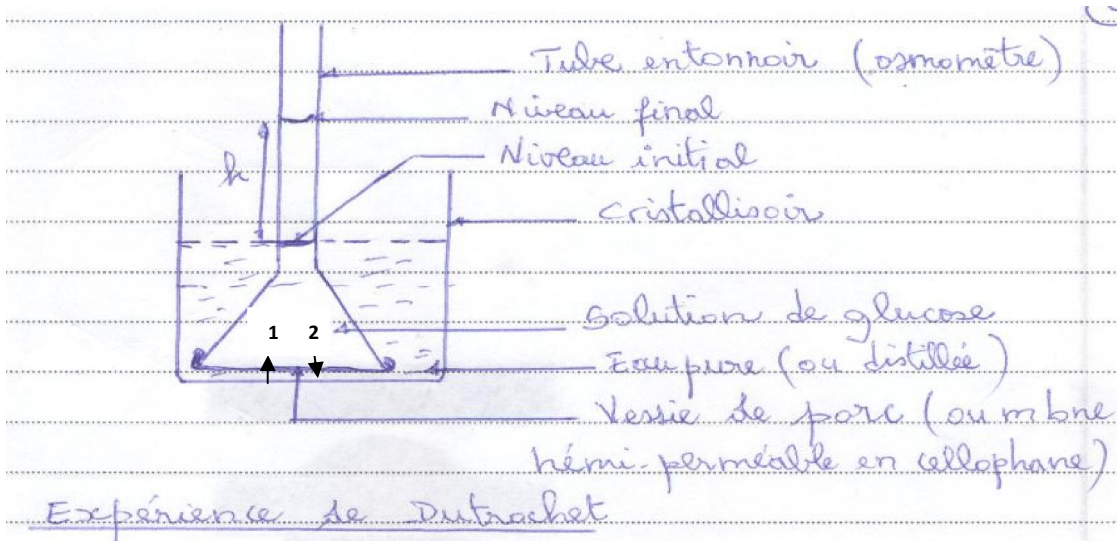 Tube entonnoir (osmomètre)
Niveau final
Niveau initial
h
Cristallisoir
1 2
Solution de glucose
Eau pure (ou distillée)
Vessie de porc (ou mbne
hémi-perméable en cellophane)
Expérience de Dutrochet